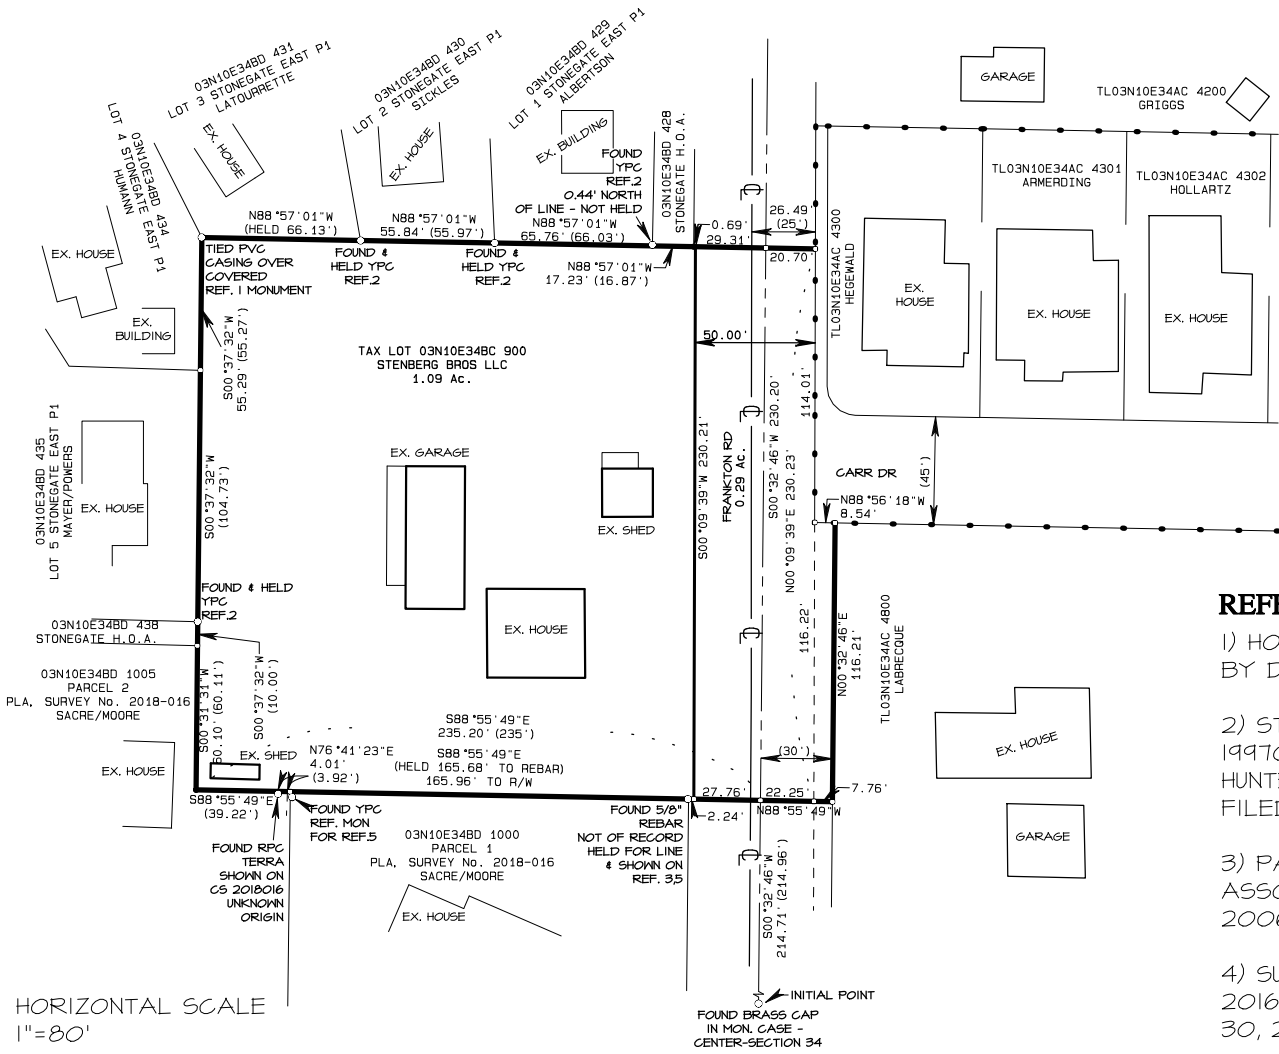 03N10E34BD 431
LOT 3 STONEGATE EAST P1
LATOURRETTE
03N10E34BD 430
LOT 2 STONEGATE EAST P1
SICKLES
03N10E34BD 429
LOT 1 STONEGATE EAST P1
ALBERTSON
03N10E34BD 434
LOT 4 STONEGATE EAST P1
HUMANN
EX. HOUSE
EX. HOUSE
EX. BUILDING
03N10E34BD 428
STONEGATE H.O.A.
FOUND
YPC
REF.2
0.44' NORTH
OF LINE - NOT HELD
GARAGE
TL03N10E34AC 4200
GRIGGS
TL03N10E34AC 4301
ARMERDING
TL03N10E34AC 4302
HOLLARTZ
TL03N10E34AC 4300
HEGEWALD
N88°57'01"W
(HELD 66.13')
N88°57'01"W
55.84' (55.97')
N88°57'01"W
65.76' (66.03')
0.69'
29.31'
26.49'
(25')
20.70'
N88°57'01"W
17.23' (16.87')
EX. HOUSE
EX.
BUILDING
TIED PVC
CASING OVER
COVERED
REF. 1 MONUMENT
FOUND &
HELD YPC
REF.2
FOUND &
HELD YPC
REF.2
EX.
HOUSE
EX. HOUSE
EX. HOUSE
S00°37'32"W
55.29' (55.27')
TAX LOT 03N10E34BC 900
STENBERG BROS LLC
1.09 Ac.
50.00'
114.01'
S00°32'46"W 230.20'
S00°09'39"W 230.21'
N00°09'39"E 230.23'
FRANKTON RD
0.29 Ac.
03N10E34BD 435
LOT 5 STONEGATE EAST P1
MAYER/POWERS
EX. HOUSE
S00°37'32"W
(104.73')
EX. GARAGE
EX. SHED
EX. HOUSE
CARR DR
(45')
N88°56'18"W
8.54'
FOUND & HELD
YPC
REF.2
03N10E34BD 438
STONEGATE H.O.A.
S00°37'32"W
(10.00')
03N10E34BD 1005
PARCEL 2
PLA, SURVEY No. 2018-016
SACRE/MOORE
S00°31'31"W
60.10' (60.11')
116.22'
N00°32'46"E
116.21'
TL03N10E34AC 4800
LABRECQUE
REFE
1) HO
BY D
2) ST
1997
HUNT
FILED
3) PA
ASSO
2006
4) SU
2016
30, 2
EX. HOUSE
EX. SHED
N76°41'23"E
4.01'
(3.92')
S88°55'49"E
235.20' (235')
S88°55'49"E
(HELD 165.68' TO REBAR)
165.96' TO R/W
(30')
EX. HOUSE
S88°55'49"E
(39.22')
27.76'
22.25'
7.76'
2.24'
N88°55'49"W
FOUND YPC
REF. MON
FOR REF.5
FOUND 5/8"
REBAR
NOT OF RECORD
HELD FOR LINE
& SHOWN ON
REF. 3,5
FOUND RPC
TERRA
SHOWN ON
CS 2018016
UNKNOWN
ORIGIN
03N10E34BD 1000
PARCEL 1
PLA, SURVEY No. 2018-016
SACRE/MOORE
EX. HOUSE
GARAGE
S00°32'46"W
214.71' (214.96')
INITIAL POINT
FOUND BRASS CAP
IN MON. CASE -
CENTER-SECTION 34
HORIZONTAL SCALE
1"=80'